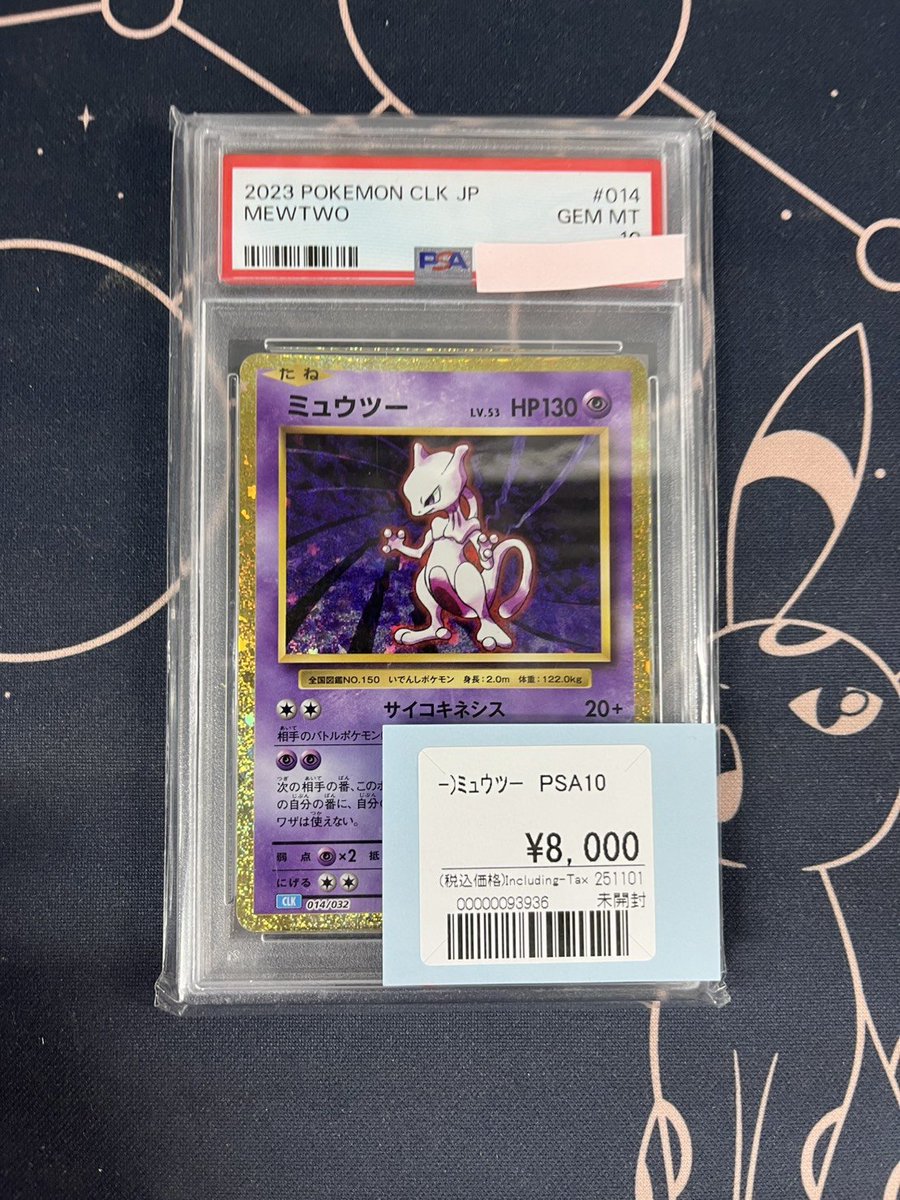 2023 POKEMON CLK JP #014
MEWTWO GEM MT
PSA
たね
ミュウツー LV.53 HP130
全国図鑑NO.150 いでんしポケモン 身長:2.0m 体重:122.0kg
サイコキネシス 20+
相手のバトルポケモン
次の相手の番、この
の自分の番に、自分
ワザは使えない。
弱点 ×2 抵
にげる
CLK 014/032
-)ミュウツー PSA10
¥8,000
(税込価格)Including-Tax 251101
00000093936 未開封